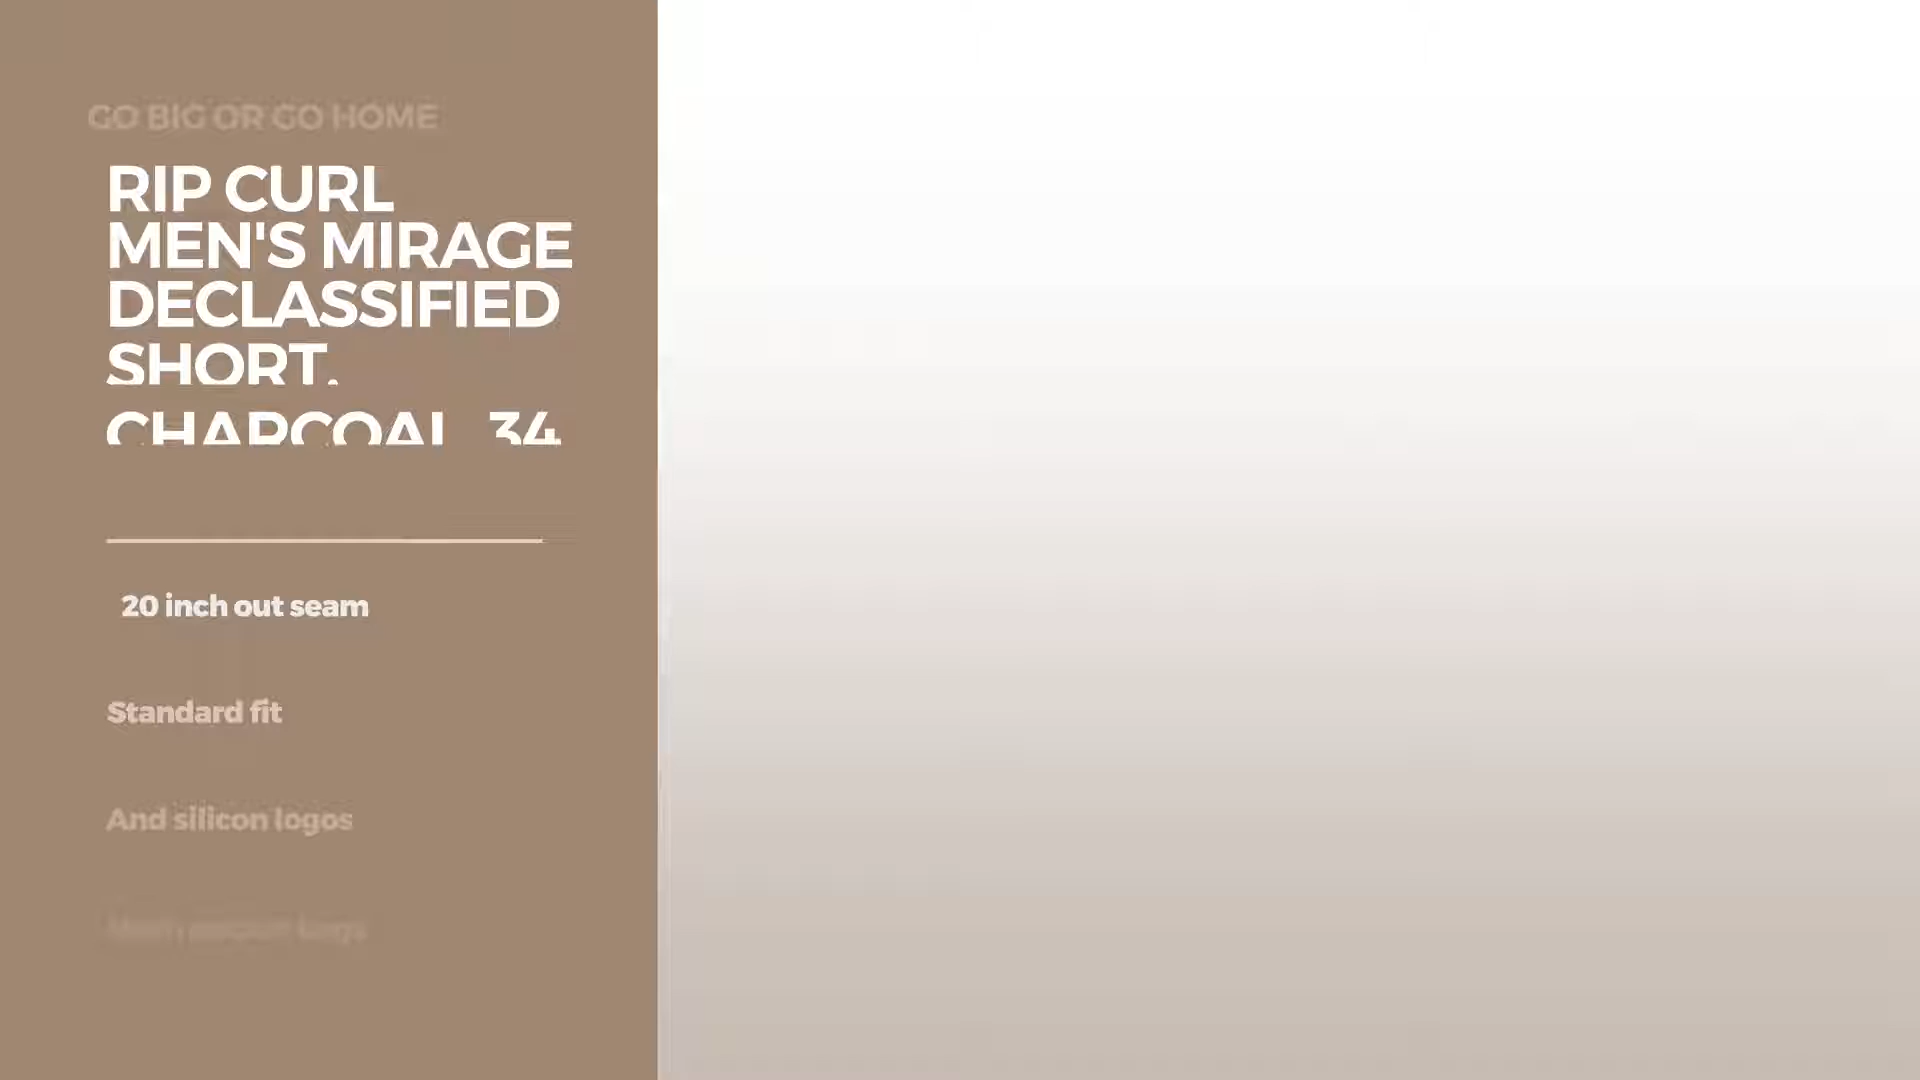 GO BIG OR GO HOME
RIP CURL
MEN'S MIRAGE
DECLASSIFIED
SHORT,
CHARCOAL, 34
20 inch out seam
Standard fit
And silicon logos